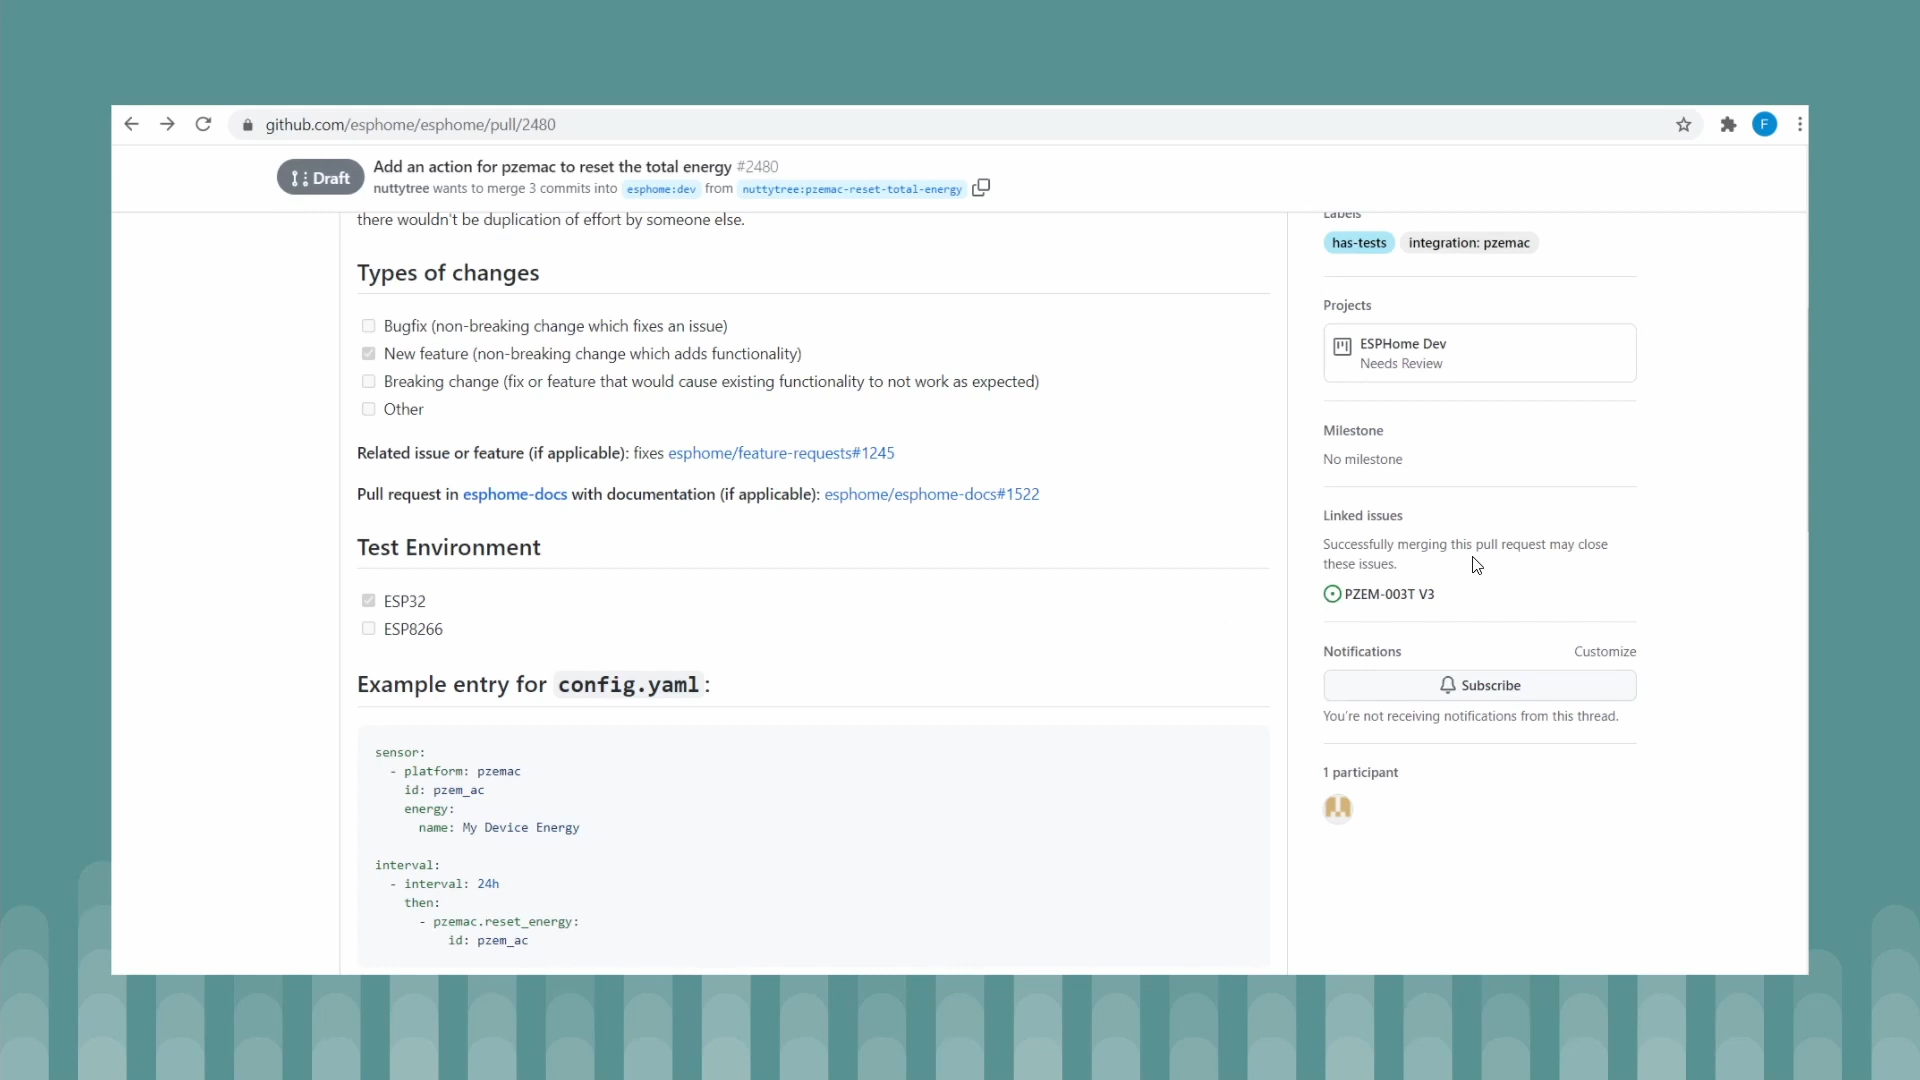 github.com/esphome/esphome/pull/2480
F
Draft
Add an action for pzemac to reset the total energy #2480
nuttytree wants to merge 3 commits into esphome:dev from nuttytree:pzemac-reset-total-energy
there wouldn't be duplication of effort by someone else.
Types of changes
Bugfix (non-breaking change which fixes an issue)
New feature (non-breaking change which adds functionality)
Breaking change (fix or feature that would cause existing functionality to not work as expected)
Other
Related issue or feature (if applicable): fixes esphome/feature-requests#1245
Pull request in esphome-docs with documentation (if applicable): esphome/esphome-docs#1522
Test Environment
ESP32
ESP8266
Example entry for config.yaml:
sensor:
- platform: pzemac
id: pzem_ac
energy:
name: My Device Energy
interval:
- interval: 24h
then:
- pzemac.reset_energy:
id: pzem_ac
Labels
has-tests integration: pzemac
Projects
ESPHome Dev
Needs Review
Milestone
No milestone
Linked issues
Successfully merging this pull request may close
these issues.
PZEM-003T V3
Notifications Customize
Subscribe
You're not receiving notifications from this thread.
1 participant